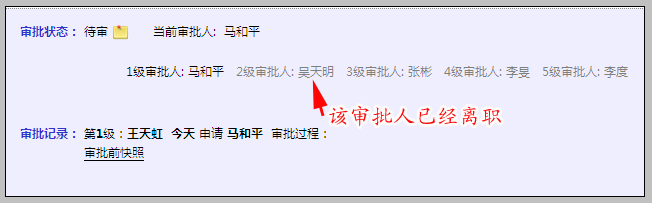 审批状态： 待审 当前审批人: 马和平
1级审批人: 马和平 2级审批人: 吴天明 3级审批人: 张彬 4级审批人: 李旻 5级审批人: 李度
该审批人已经离职
审批记录： 第1级：王天虹 今天 申请 马和平 审批过程：
审批前快照